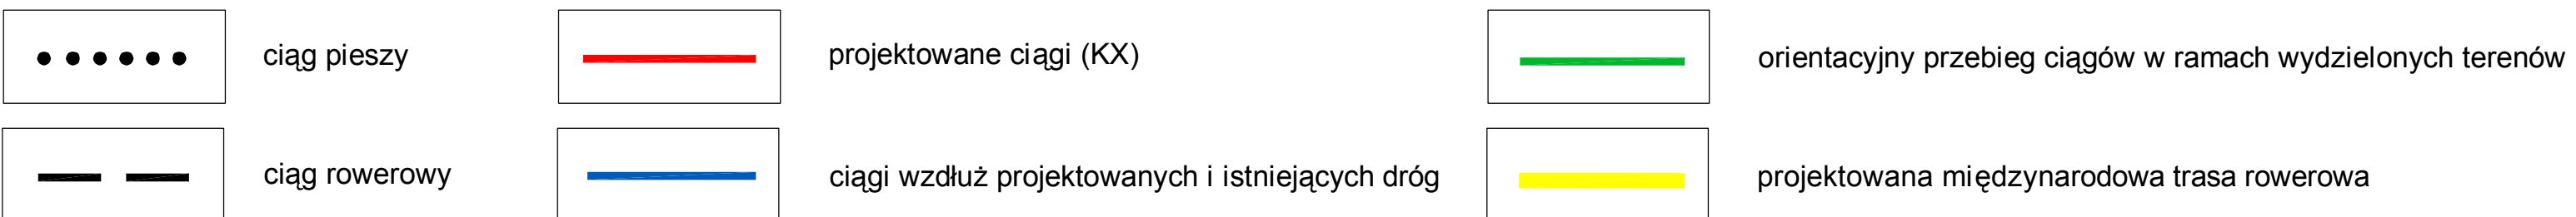 ciąg pieszy
projektowane ciągi (KX)
orientacyjny przebieg ciągów w ramach wydzielonych terenów
ciąg rowerowy
ciągi wzdłuż projektowanych i istniejących dróg
projektowana międzynarodowa trasa rowerowa